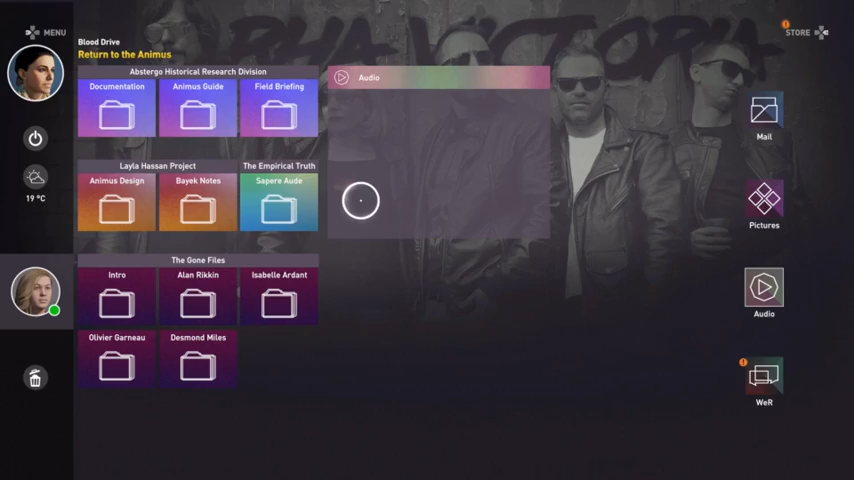 MENU
STORE
Blood Drive
Return to the Animus
Abstergo Historical Research Division
Documentation
Animus Guide
Field Briefing
Audio
Mail
Layla Hassan Project
The Empirical Truth
Animus Design
Bayek Notes
Sapere Aude
19 °C
Pictures
The Gone Files
Intro
Alan Rikkin
Isabelle Ardant
Audio
Olivier Garneau
Desmond Miles
WeR